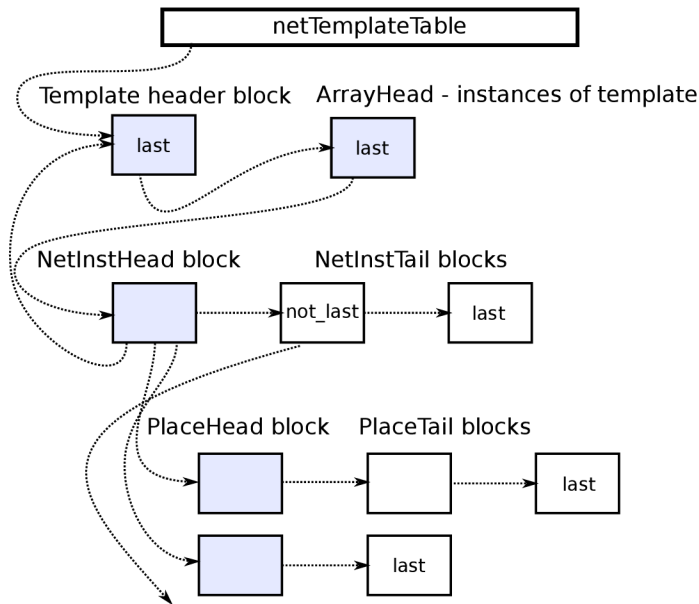 netTemplateTable
Template header block
ArrayHead - instances of template
last
last
NetInstHead block
NetInstTail blocks
not_last
last
PlaceHead block
PlaceTail blocks
last
last